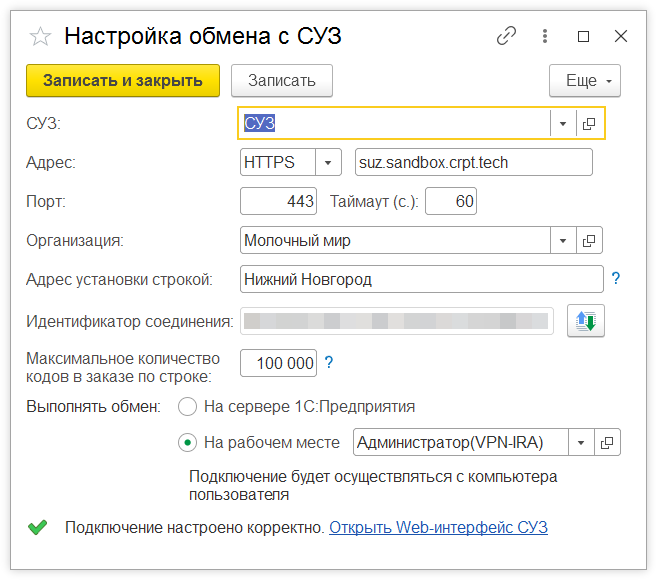 Настройка обмена с СУЗ
Записать и закрыть Записать Еще
СУЗ: СУЗ
Адрес: HTTPS suz.sandbox.crpt.tech
Порт: 443 Таймаут (с.): 60
Организация: Молочный мир
Адрес установки строкой: Нижний Новгород ?
Идентификатор соединения:
Максимальное количество
кодов в заказе по строке: 100 000 ?
Выполнять обмен: На сервере 1С:Предприятия
На рабочем месте Администратор(VPN-IRA)
Подключение будет осуществляться с компьютера
пользователя
Подключение настроено корректно. Открыть Web-интерфейс СУЗ